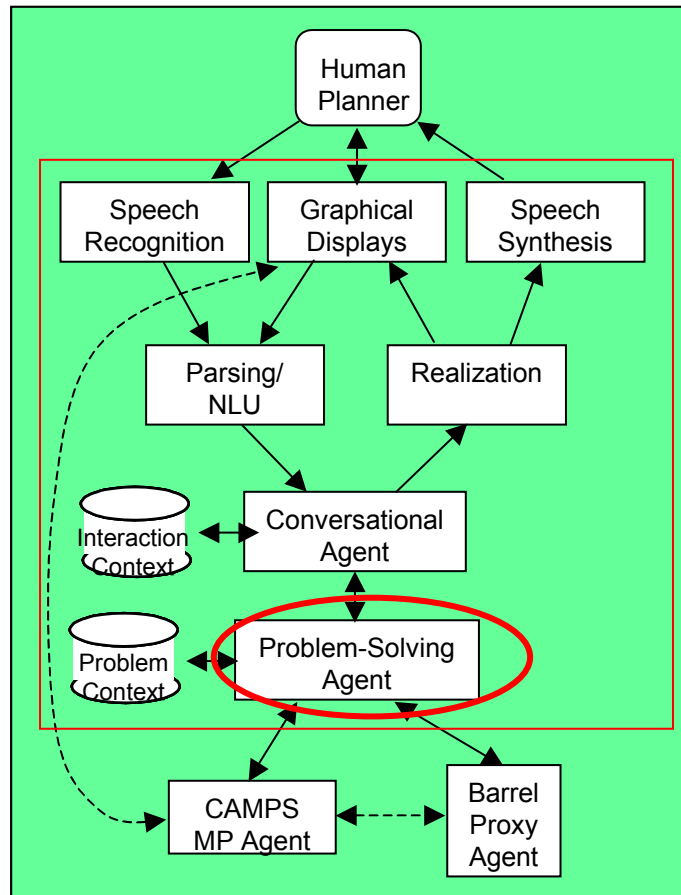 Human
Planner
Speech
Recognition
Graphical
Displays
Speech
Synthesis
Parsing/
NLU
Realization
Conversational
Agent
Interaction
Context
Problem-Solving
Agent
Problem
Context
CAMPS
MP Agent
Barrel
Proxy
Agent